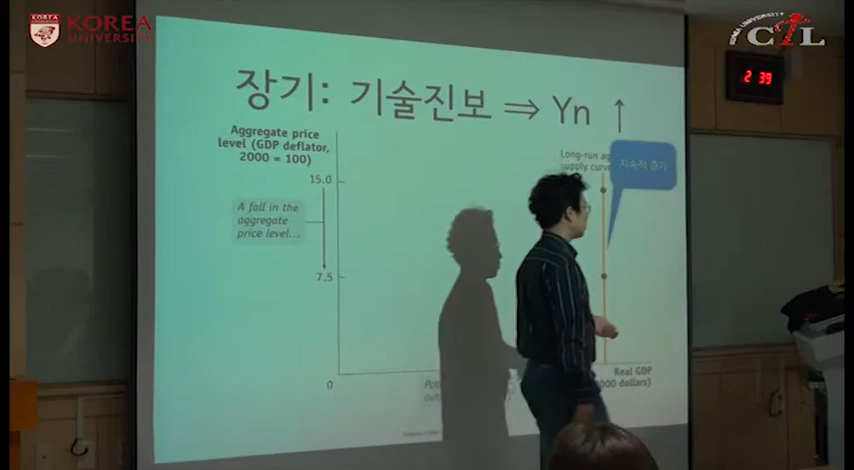 KOREA
UNIVERSITY
KOREA UNIVERSITY
CTL
2 39
장기: 기술진보 ⇒ Yn ↑
Aggregate price
level (GDP deflator,
2000 = 100)
Long-run
supply curve
지속적 증가
15.0
A fall in the
aggregate
price level...
7.5
0
Real GDP
dollars)